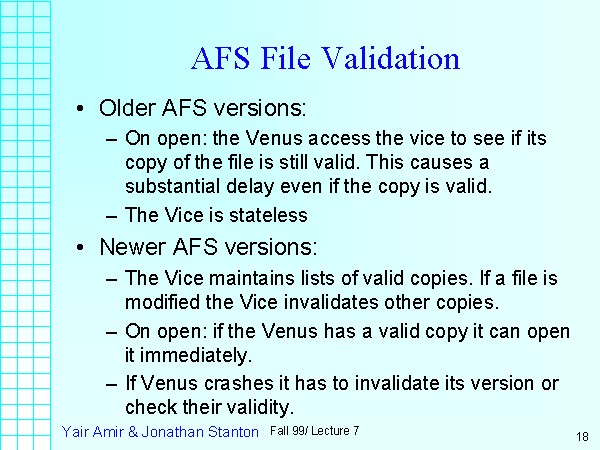 AFS File Validation
• Older AFS versions:
– On open: the Venus access the vice to see if its
copy of the file is still valid. This causes a
substantial delay even if the copy is valid.
– The Vice is stateless
• Newer AFS versions:
– The Vice maintains lists of valid copies. If a file is
modified the Vice invalidates other copies.
– On open: if the Venus has a valid copy it can open
it immediately.
– If Venus crashes it has to invalidate its version or
check their validity.
Yair Amir & Jonathan Stanton Fall 99/ Lecture 7 18